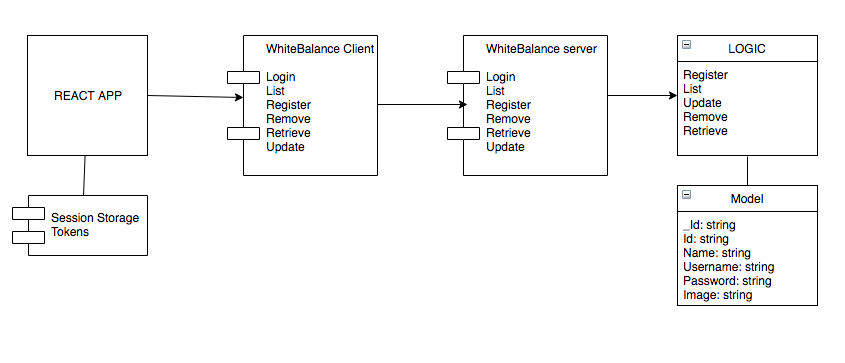 REACT APP
Session Storage
Tokens
WhiteBalance Client
Login
List
Register
Remove
Retrieve
Update
WhiteBalance server
Login
List
Register
Remove
Retrieve
Update
LOGIC
Register
List
Update
Remove
Retrieve
Model
_Id: string
Id: string
Name: string
Username: string
Password: string
Image: string